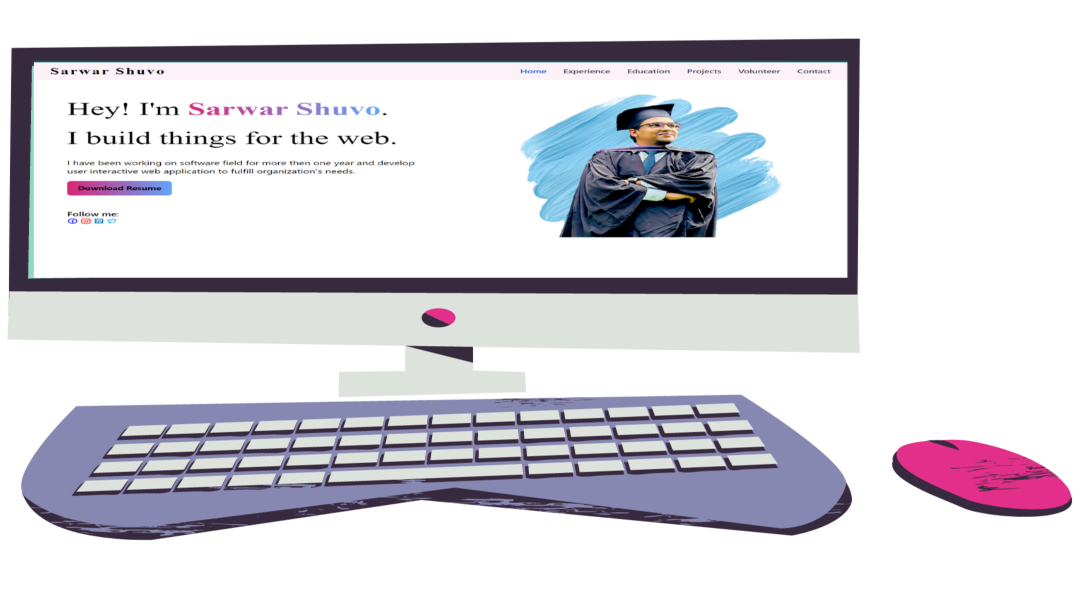 Sarwar Shuvo
Home Experience Education Projects Volunteer Contact
Hey! I'm Sarwar Shuvo.
I build things for the web.
I have been working on software field for more then one year and develop
user interactive web application to fulfill organization's needs.
Download Resume
Follow me: